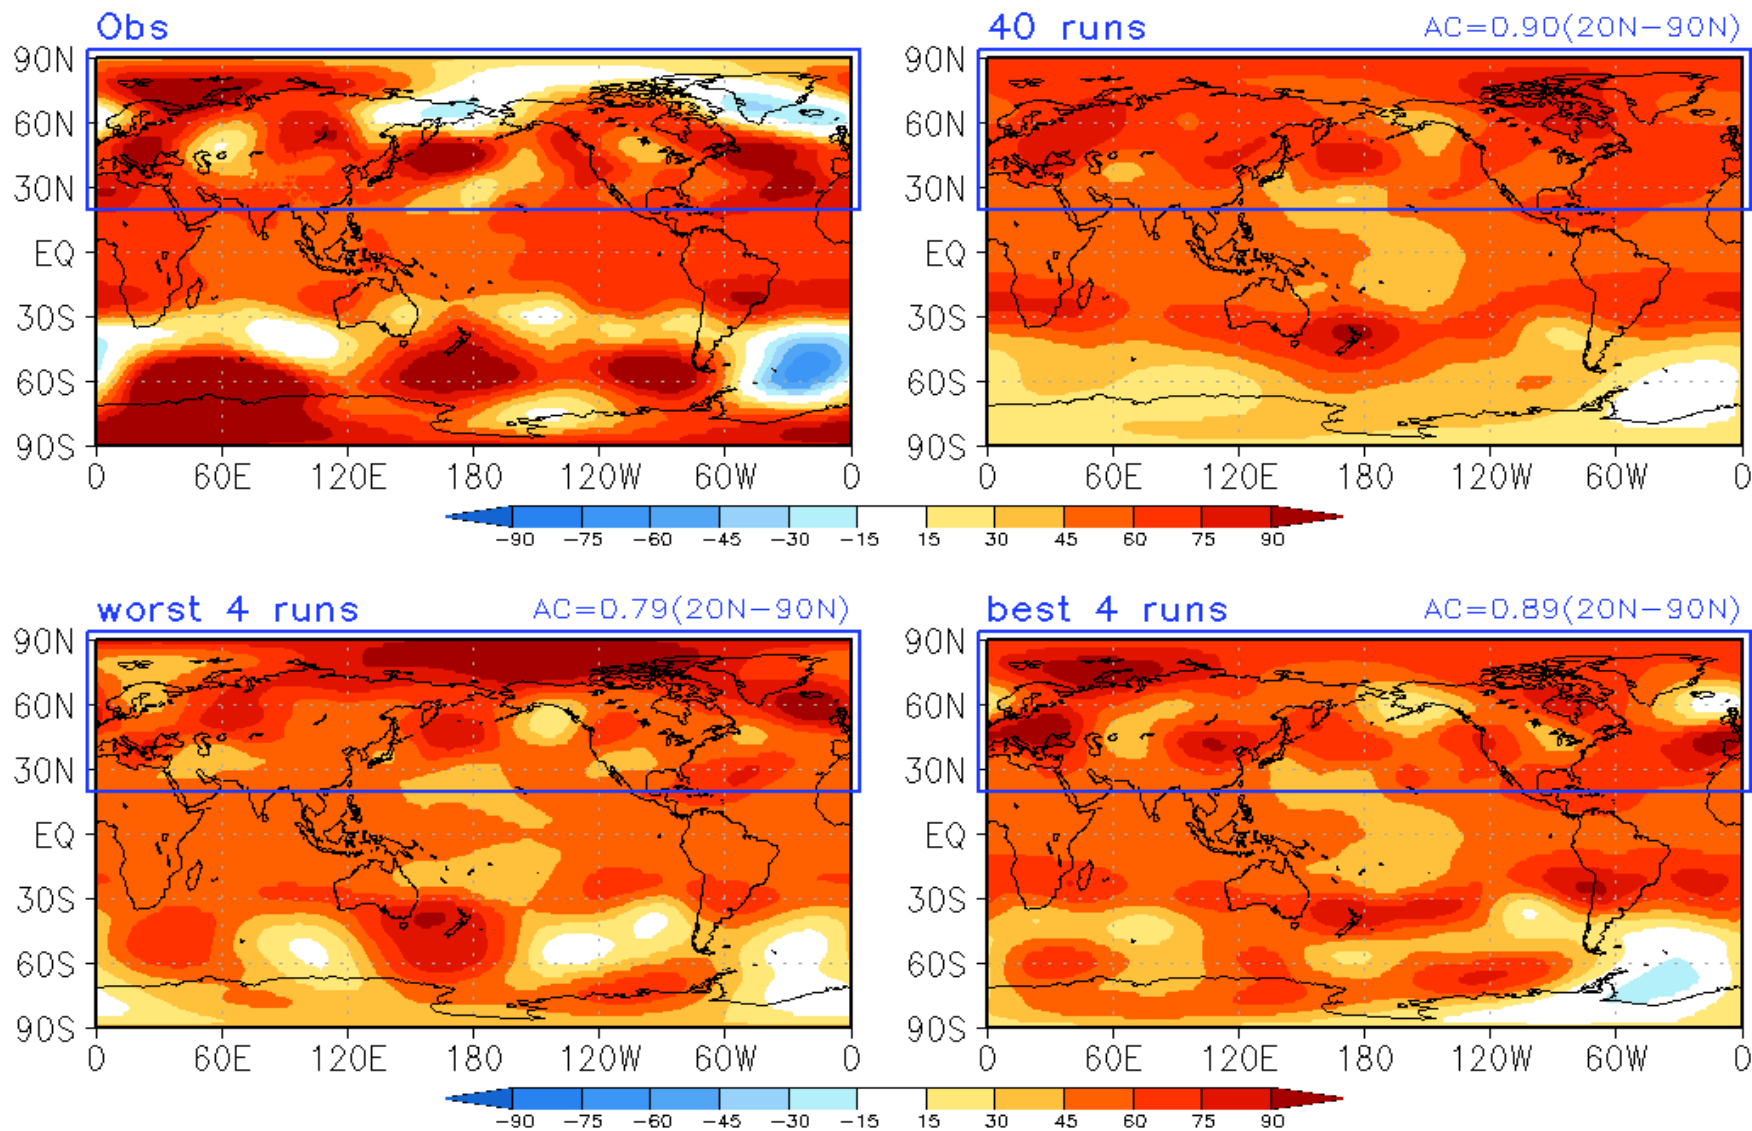 Obs
40 runs AC=0.90(20N-90N)
90N
60N
30N
EQ
30S
60S
90S
0 60E 120E 180 120W 60W 0
90N
60N
30N
EQ
30S
60S
90S
0 60E 120E 180 120W 60W 0
-90 -75 -60 -45 -30 -15 15 30 45 60 75 90
worst 4 runs AC=0.79(20N-90N)
best 4 runs AC=0.89(20N-90N)
90N
60N
30N
EQ
30S
60S
90S
0 60E 120E 180 120W 60W 0
90N
60N
30N
EQ
30S
60S
90S
0 60E 120E 180 120W 60W 0
-90 -75 -60 -45 -30 -15 15 30 45 60 75 90